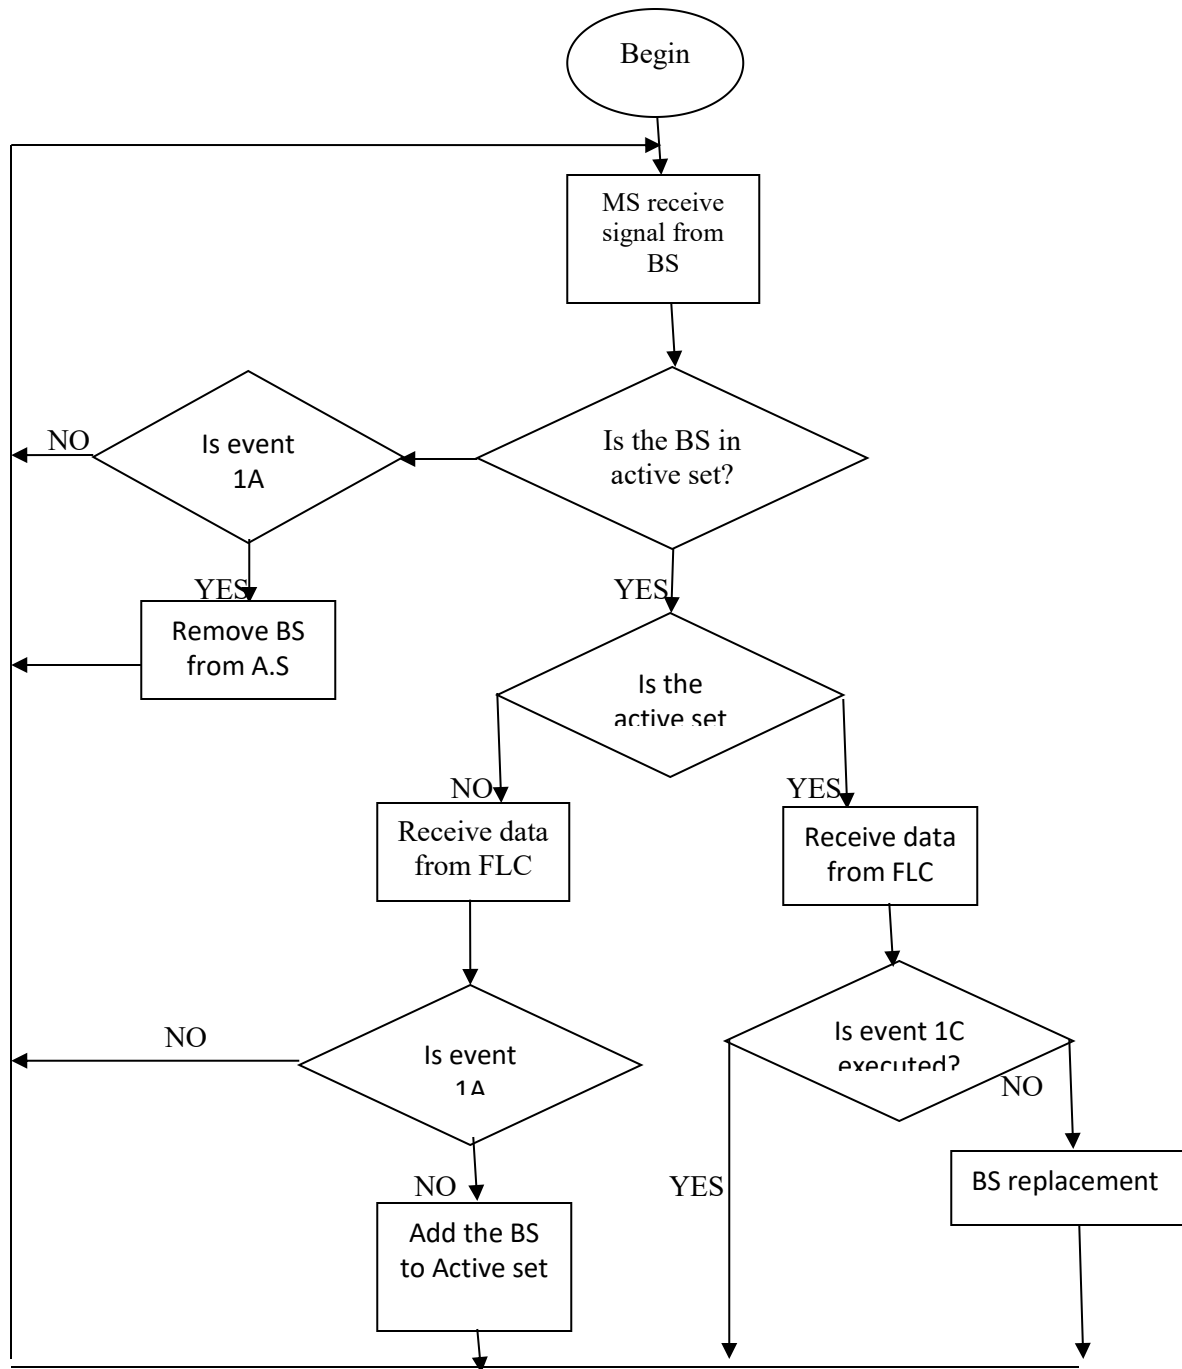 Begin
MS receive
signal from
BS
Is the BS in
active set?
NO
Is event
1A
YES
Remove BS
from A.S
YES
Is the
active set
NO
YES
Receive data
from FLC
Receive data
from FLC
NO
Is event
1A
Is event 1C
executed?
NO
NO
YES
BS replacement
Add the BS
to Active set